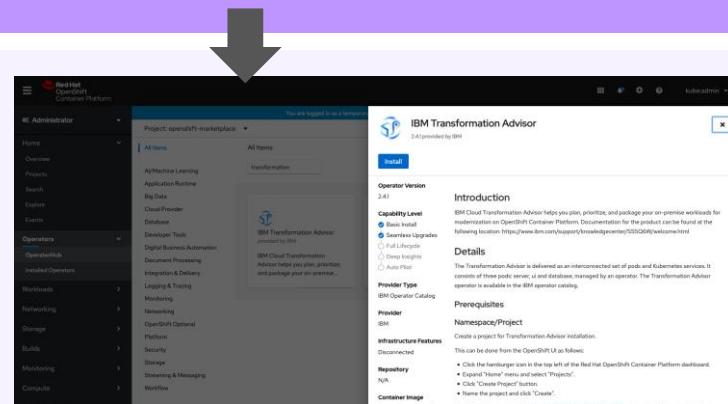 Red Hat
OpenShift
Container Platform
kube:admin
Administrator
Home
Overview
Projects
Search
Explore
Events
Operators
OperatorHub
Installed Operators
Workloads
Networking
Storage
Builds
Monitoring
Compute
You are logged in as a tempora
Project: openshift-marketplace
All Items
AI/Machine Learning
Application Runtime
Big Data
Cloud Provider
Database
Developer Tools
Digital Business Automation
Document Processing
Integration & Delivery
Logging & Tracing
Monitoring
Networking
OpenShift Optional
Platform
Security
Storage
Streaming & Messaging
Workflow
All Items
transformation
IBM Transformation Advisor
provided by IBM
IBM Cloud Transformation
Advisor helps you plan, prioritize,
and package your on-premise...
IBM Transformation Advisor
2.4.1 provided by IBM
Install
Operator Version
2.4.1
Capability Level
Basic Install
Seamless Upgrades
Full Lifecycle
Deep Insights
Auto Pilot
Provider Type
IBM Operator Catalog
Provider
IBM
Infrastructure Features
Disconnected
Repository
N/A
Container Image
Introduction
IBM Cloud Transformation Advisor helps you plan, prioritize, and package your on-premise workloads for
modernization on OpenShift Container Platform. Documentation for the product can be found at the
following location: https://www.ibm.com/support/knowledgecenter/SS5Q6W/welcome.html
Details
The Transformation Advisor is delivered as an interconnected set of pods and Kubernetes services. It
consists of three pods: server, ui and database, managed by an operator. The Transformation Advisor
operator is available in the IBM operator catalog.
Prerequisites
Namespace/Project
Create a project for Transformation Advisor installation.
This can be done from the OpenShift UI as follows:
• Click the hamburger icon in the top left of the Red Hat OpenShift Container Platform dashboard.
• Expand "Home" menu and select "Projects".
• Click "Create Project" button.
• Name the project and click "Create".